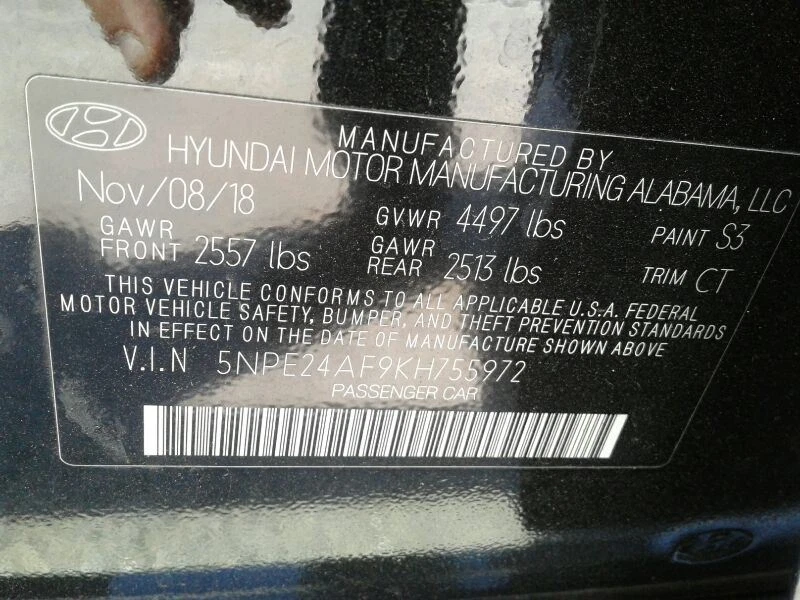 MANUFACTURED BY
HYUNDAI MOTOR MANUFACTURING ALABAMA, LLC
Nov/08/18 GVWR 4497 lbs PAINT S3
GAWR FRONT 2557 lbs GAWR REAR 2513 lbs TRIM CT
THIS VEHICLE CONFORMS TO ALL APPLICABLE U.S.A. FEDERAL
MOTOR VEHICLE SAFETY, BUMPER, AND THEFT PREVENTION STANDARDS
IN EFFECT ON THE DATE OF MANUFACTURE SHOWN ABOVE
V.I.N 5NPE24AF9KH755972
PASSENGER CAR